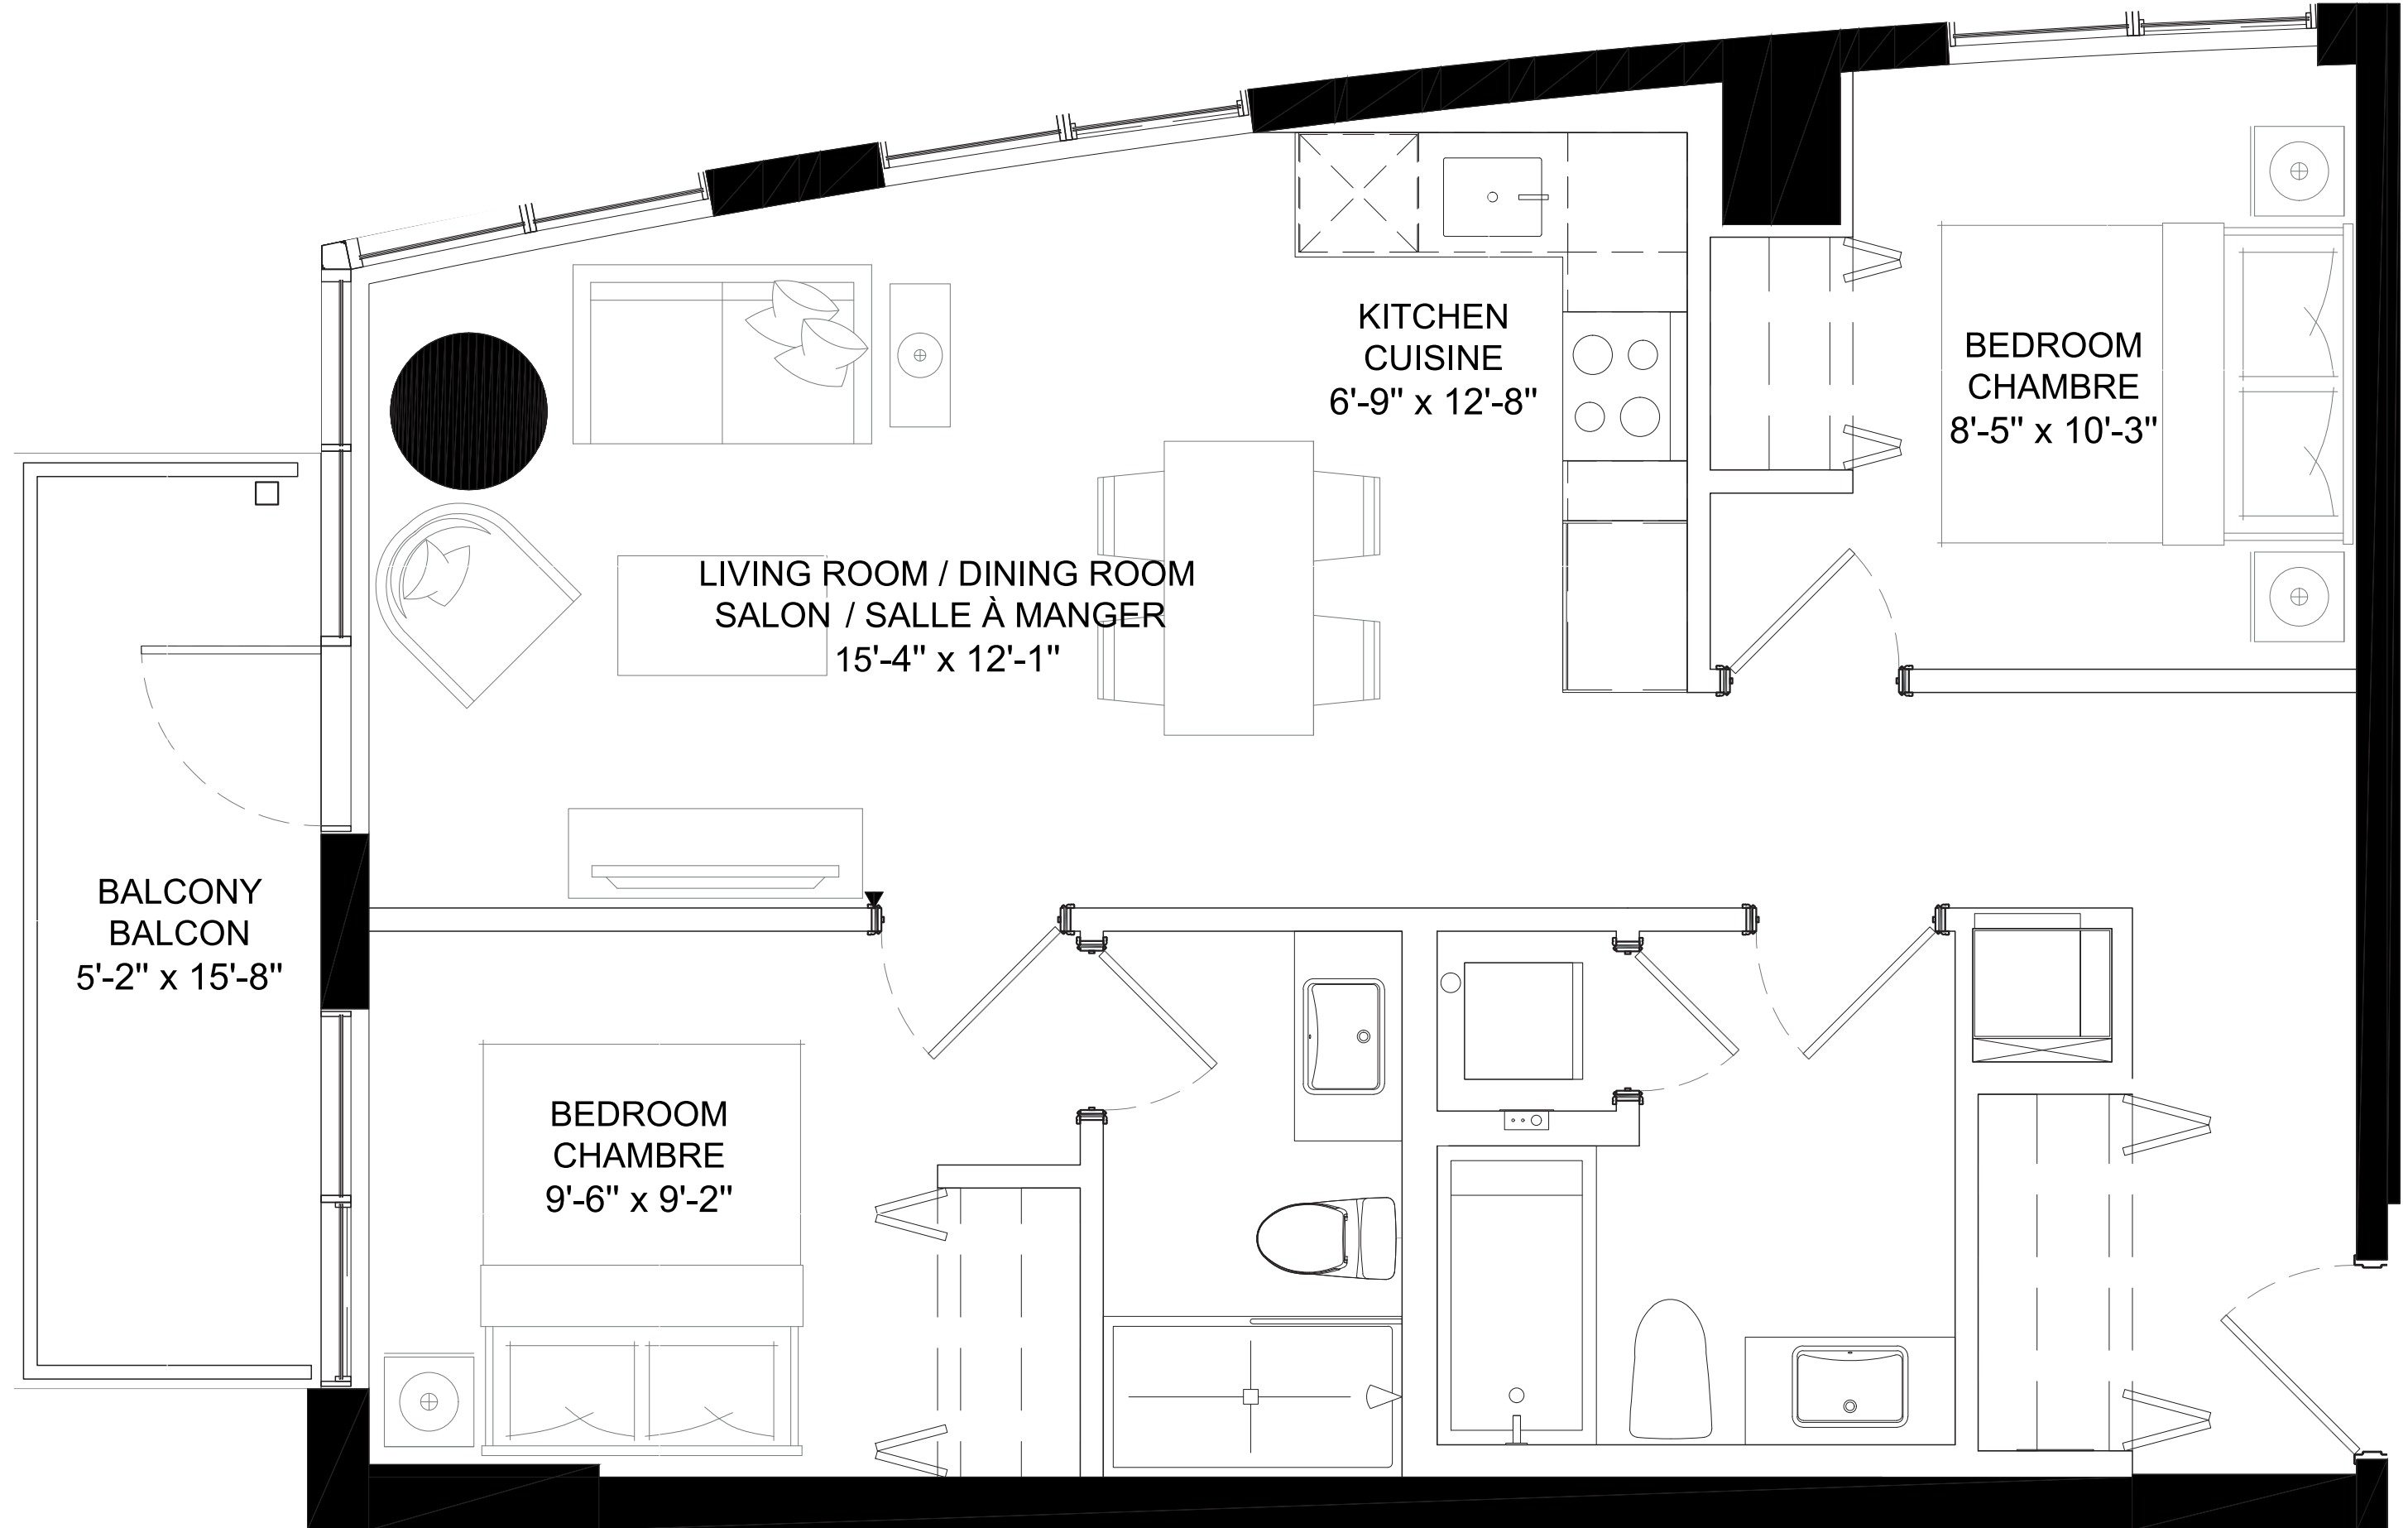 KITCHEN
CUISINE
6'-9" x 12'-8"
BEDROOM
CHAMBRE
8'-5" x 10'-3"
LIVING ROOM / DINING ROOM
SALON / SALLE À MANGER
15'-4" x 12'-1"
BALCONY
BALCON
5'-2" x 15'-8"
BEDROOM
CHAMBRE
9'-6" x 9'-2"